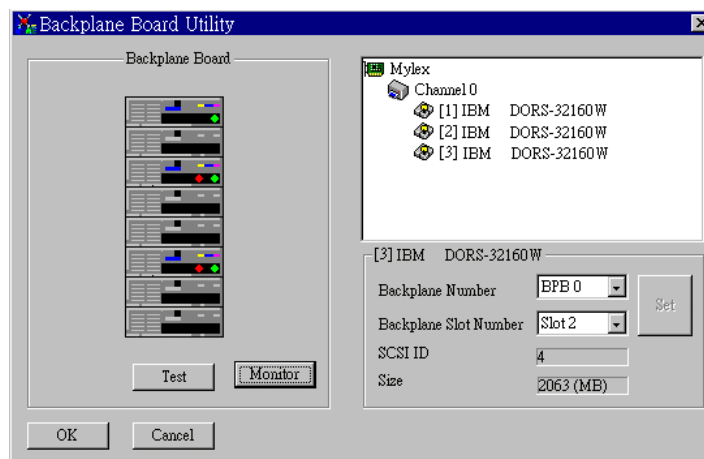 Backplane Board Utility
Backplane Board
Test
Monitor
OK
Cancel
Mylex
Channel 0
[1] IBM DORS-32160W
[2] IBM DORS-32160W
[3] IBM DORS-32160W
[3] IBM DORS-32160W
Backplane Number
BPB 0
Backplane Slot Number
Slot 2
Set
SCSI ID
4
Size
2063 (MB)